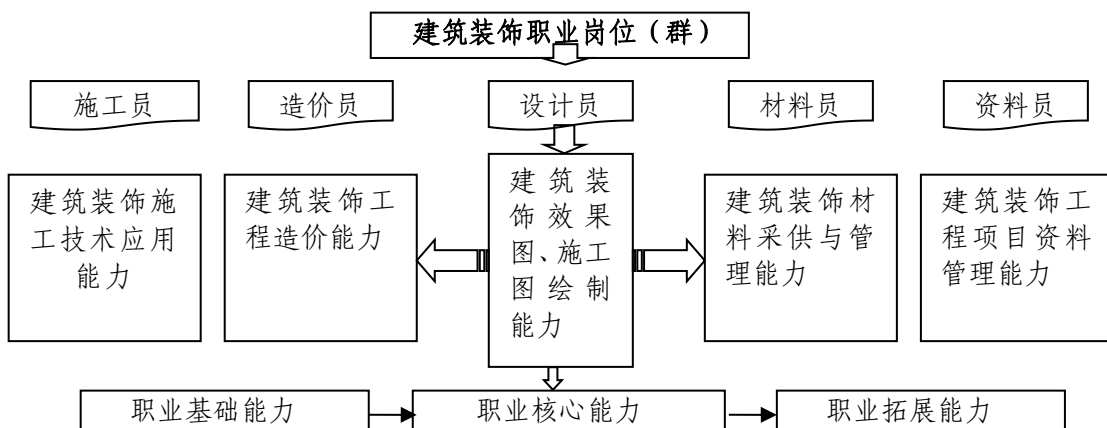 建筑装饰职业岗位（群）
施工员
造价员
设计员
材料员
资料员
建筑装饰施
工技术应用
能力
建筑装饰工
程造价能力
建筑装
饰效果
图、施工
图绘制
能力
建筑装饰材
料采供与管
理能力
建筑装饰工
程项目资料
管理能力
职业基础能力
职业核心能力
职业拓展能力